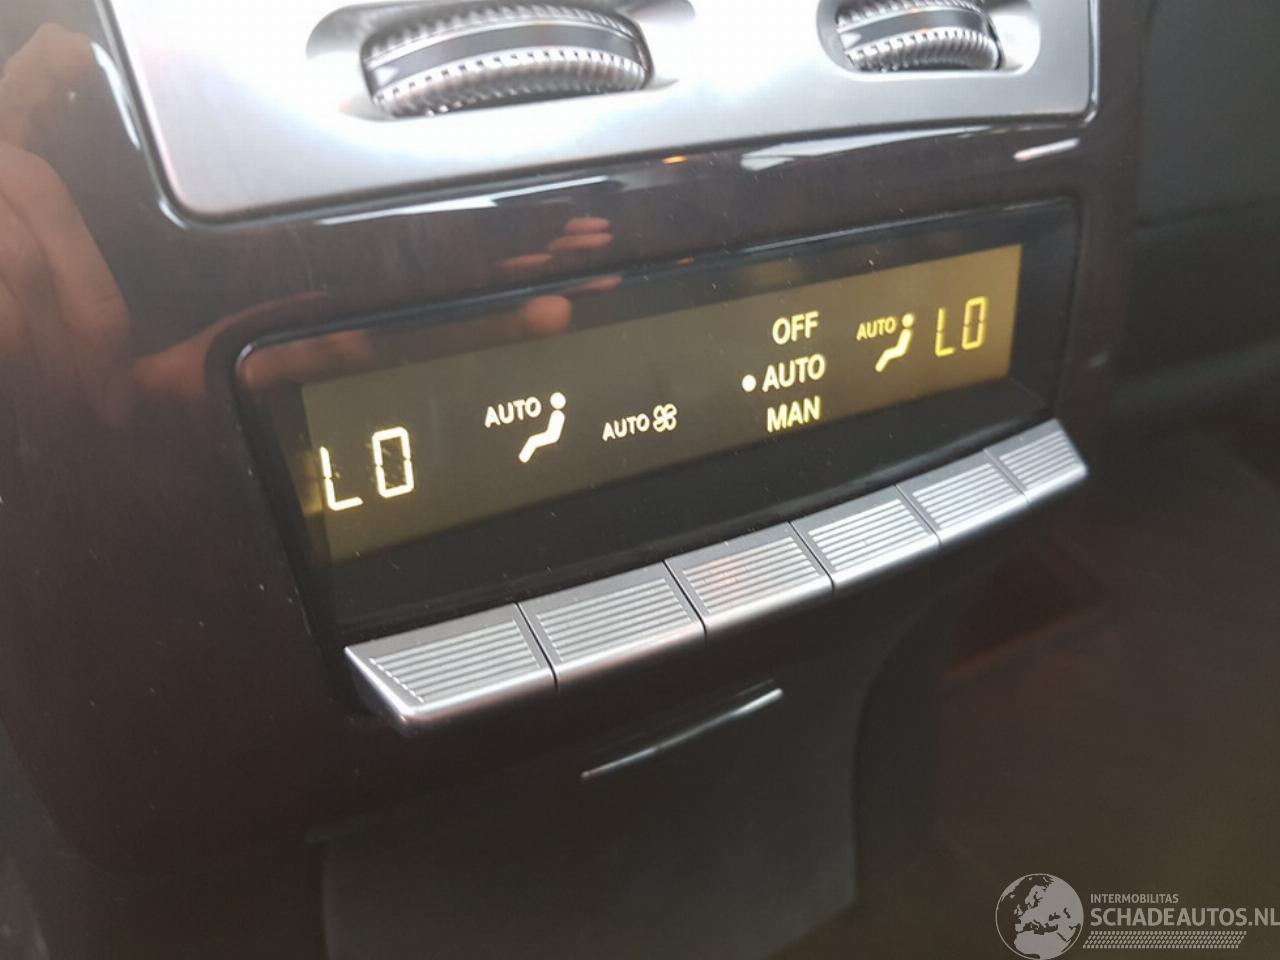 LO AUTO AUTO
OFF
AUTO
MAN
AUTO LO
INTERMOBILITAS
SCHADEAUTOS.NL